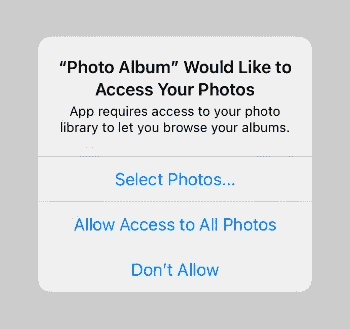 “Photo Album” Would Like to
Access Your Photos
App requires access to your photo
library to let you browse your albums.
Select Photos...
Allow Access to All Photos
Don’t Allow